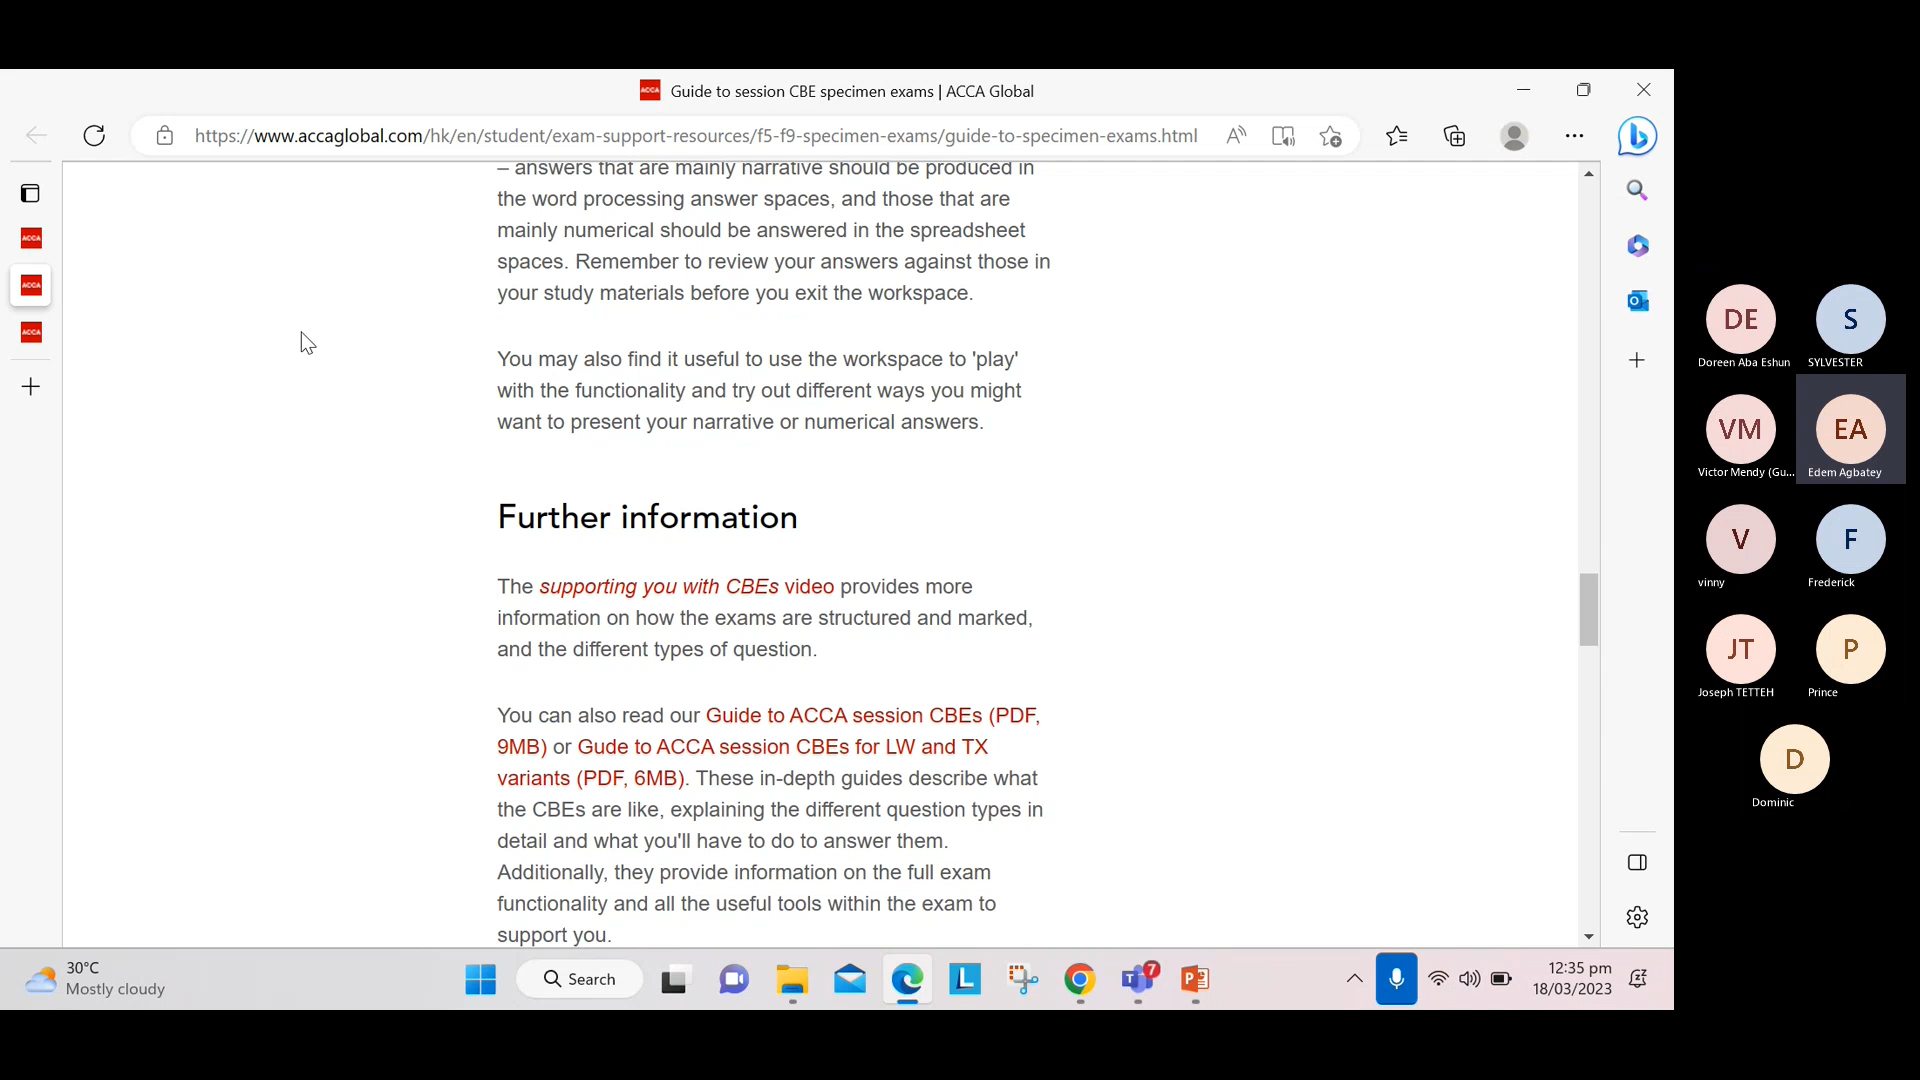 ACCA Guide to session CBE specimen exams | ACCA Global
https://www.accaglobal.com/hk/en/student/exam-support-resources/f5-f9-specimen-exams/guide-to-specimen-exams.html
ACCA
ACCA
ACCA
– answers that are mainly narrative should be produced in
the word processing answer spaces, and those that are
mainly numerical should be answered in the spreadsheet
spaces. Remember to review your answers against those in
your study materials before you exit the workspace.
You may also find it useful to use the workspace to 'play'
with the functionality and try out different ways you might
want to present your narrative or numerical answers.
Further information
The supporting you with CBEs video provides more
information on how the exams are structured and marked,
and the different types of question.
You can also read our Guide to ACCA session CBEs (PDF,
9MB) or Gude to ACCA session CBEs for LW and TX
variants (PDF, 6MB). These in-depth guides describe what
the CBEs are like, explaining the different question types in
detail and what you'll have to do to answer them.
Additionally, they provide information on the full exam
functionality and all the useful tools within the exam to
support you.
DE
Doreen Aba Eshun
S
SYLVESTER
VM
Victor Mendy (Gu...
EA
Edem Agbatey
V
vinny
F
Frederick
JT
Joseph TETTEH
P
Prince
D
Dominic
30°C
Mostly cloudy
Search
L
7
12:35 pm
18/03/2023